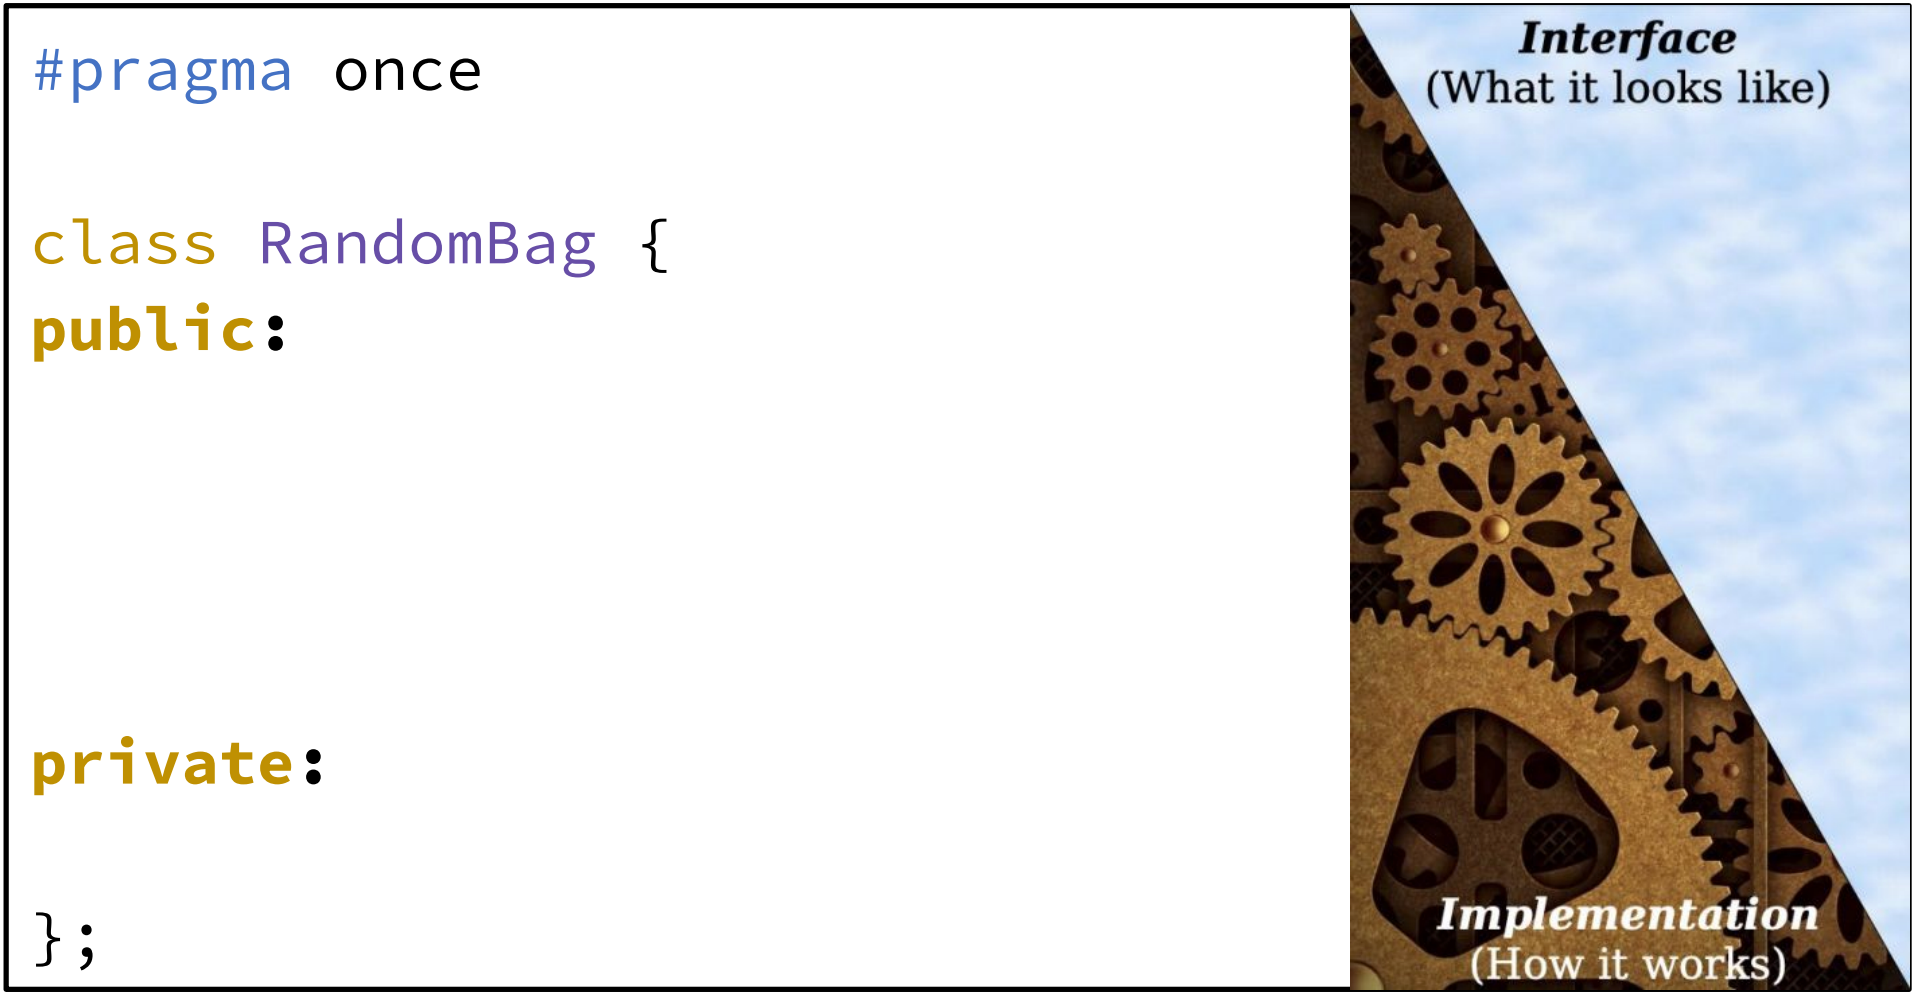 #pragma once
class RandomBag {
public:
private:
};
Interface
(What it looks like)
Implementation
(How it works)